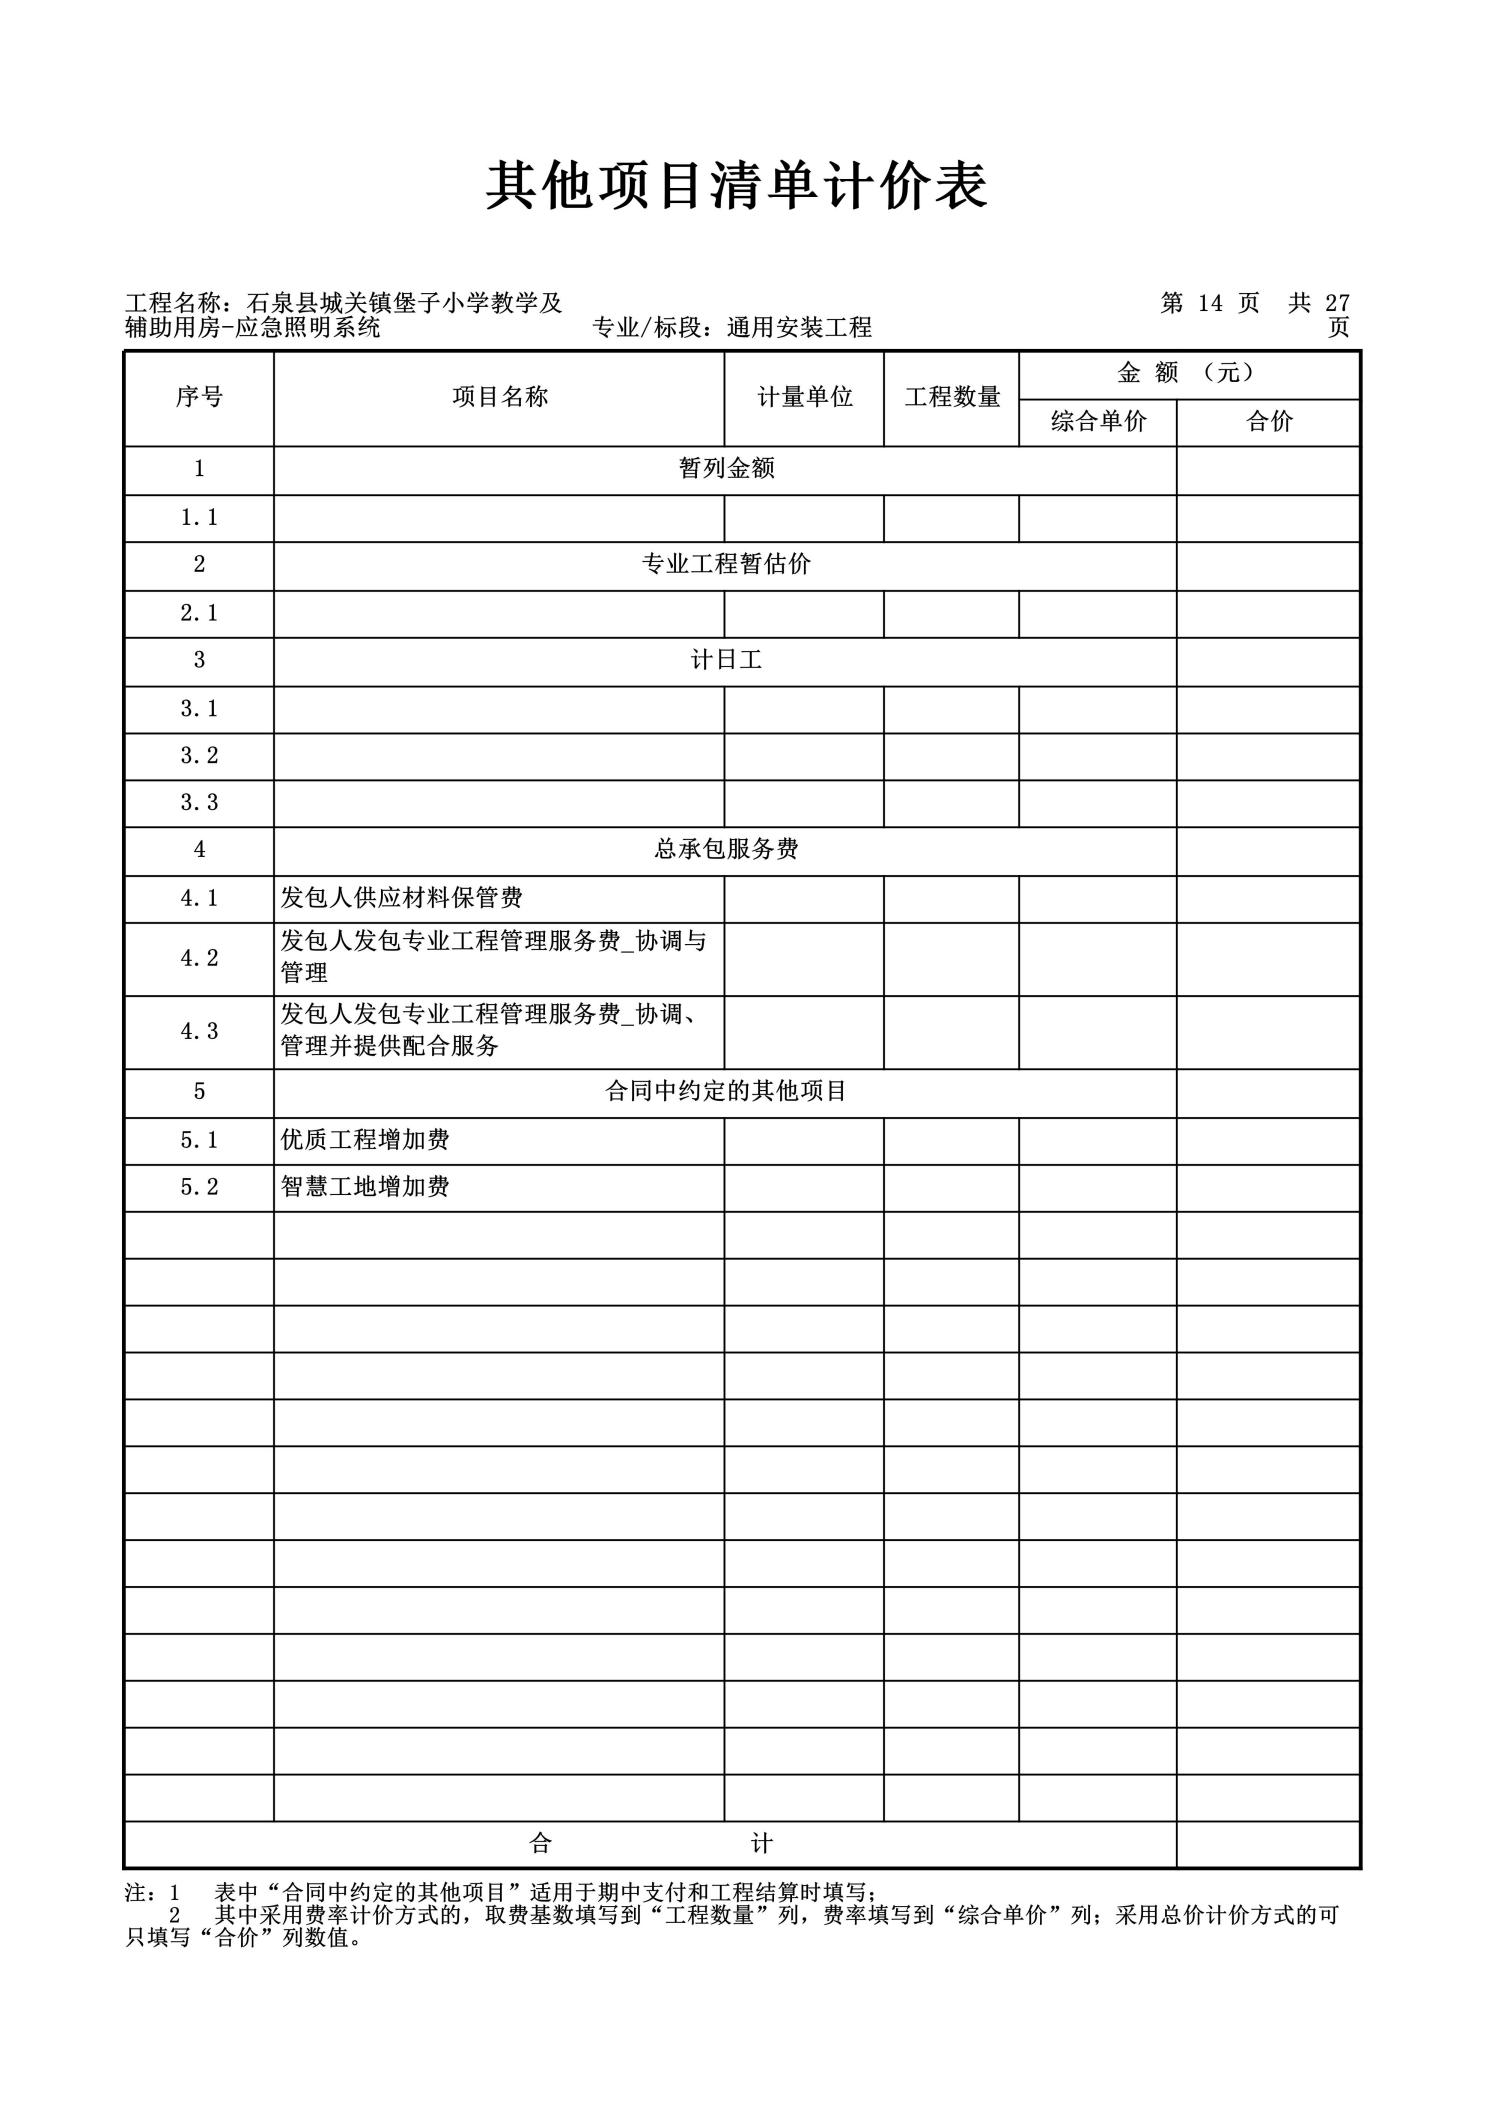 其他项目清单计价表
工程名称：石泉县城关镇堡子小学教学及
辅助用房-应急照明系统
专业/标段：通用安装工程
第 14 页 共 27
页
序号 项目名称 计量单位 工程数量 金 额 （元）
综合单价 合价
1 暂列金额
1.1
2 专业工程暂估价
2.1
3 计日工
3.1
3.2
3.3
4 总承包服务费
4.1 发包人供应材料保管费
4.2 发包人发包专业工程管理服务费_协调与
管理
4.3 发包人发包专业工程管理服务费_协调、
管理并提供配合服务
5 合同中约定的其他项目
5.1 优质工程增加费
5.2 智慧工地增加费
合 计
注：1 表中“合同中约定的其他项目”适用于期中支付和工程结算时填写；
2 其中采用费率计价方式的，取费基数填写到“工程数量”列，费率填写到“综合单价”列；采用总价计价方式的可
只填写“合价”列数值。